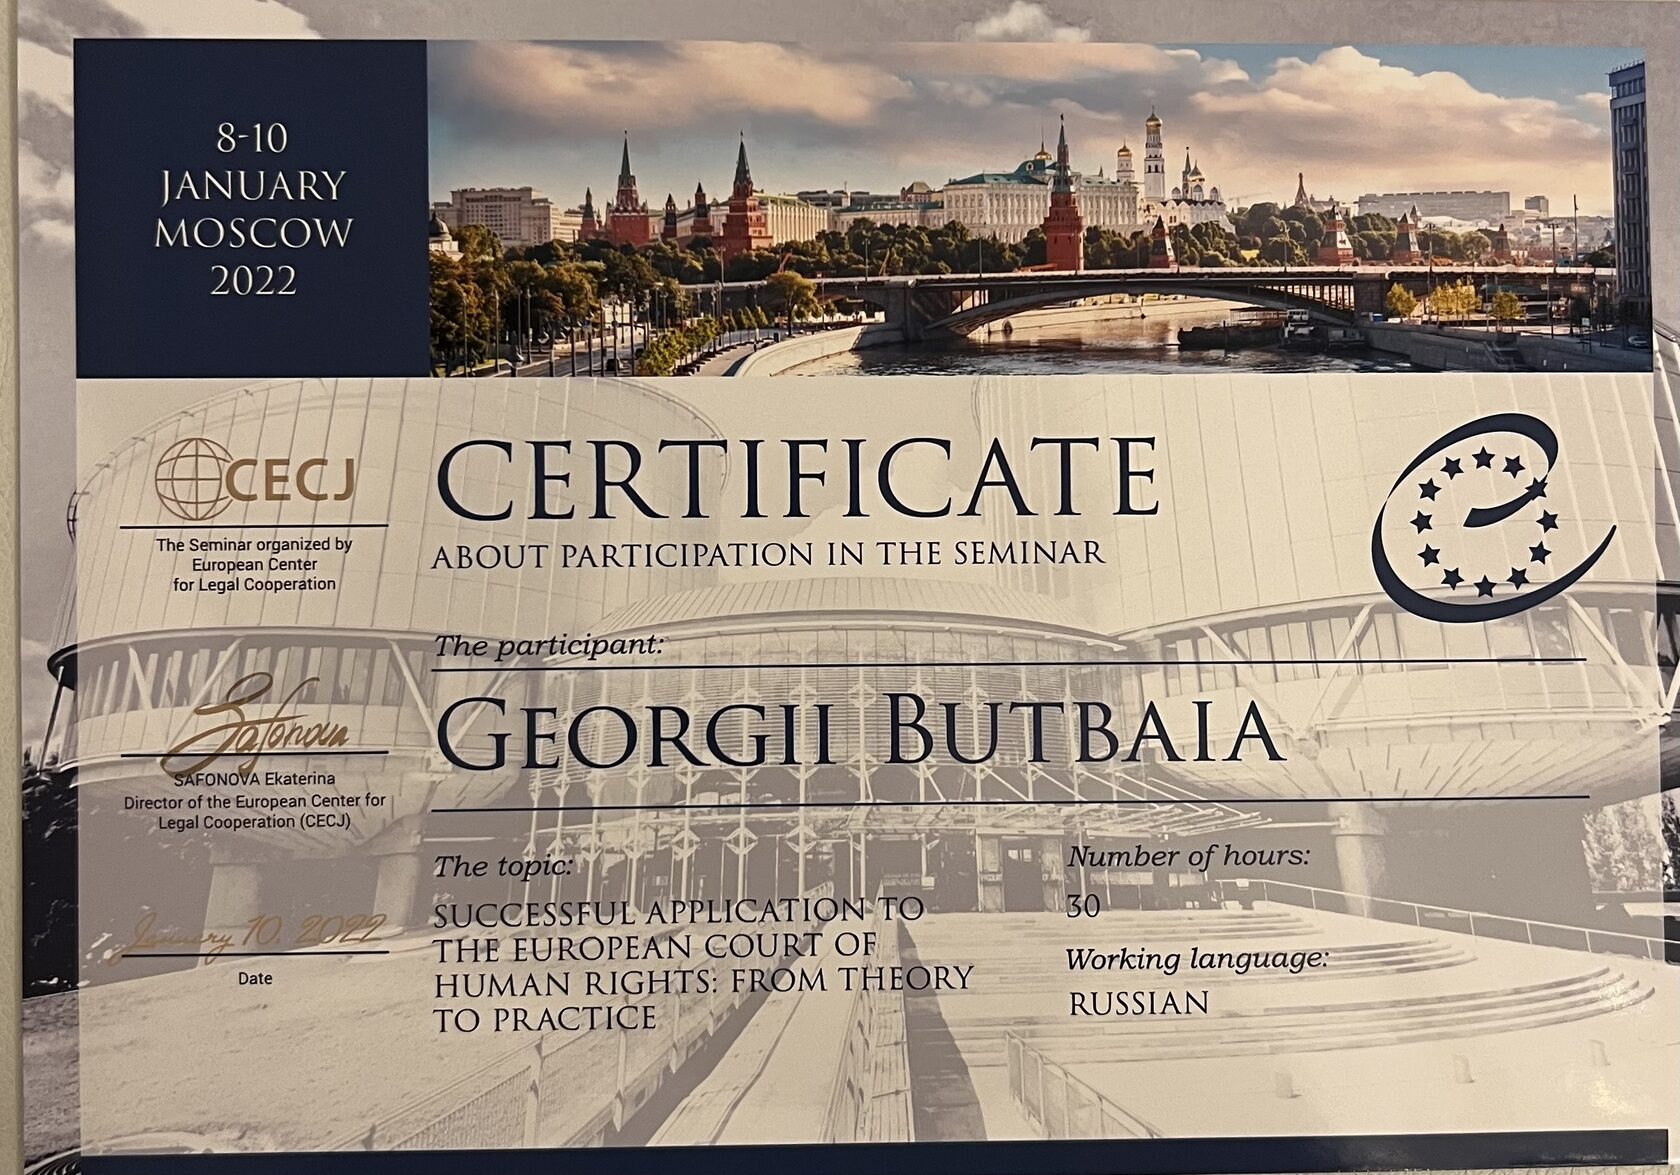 8-10
JANUARY
MOSCOW
2022
CECJ
The Seminar organized by
European Center
for Legal Cooperation
CERTIFICATE
ABOUT PARTICIPATION IN THE SEMINAR
The participant:
GEORGII BUTBAIA
Safonova
SAFONOVA Ekaterina
Director of the European Center for
Legal Cooperation (CECJ)
January 10. 2022
Date
The topic:
SUCCESSFUL APPLICATION TO
THE EUROPEAN COURT OF
HUMAN RIGHTS: FROM THEORY
TO PRACTICE
Number of hours:
30
Working language:
RUSSIAN